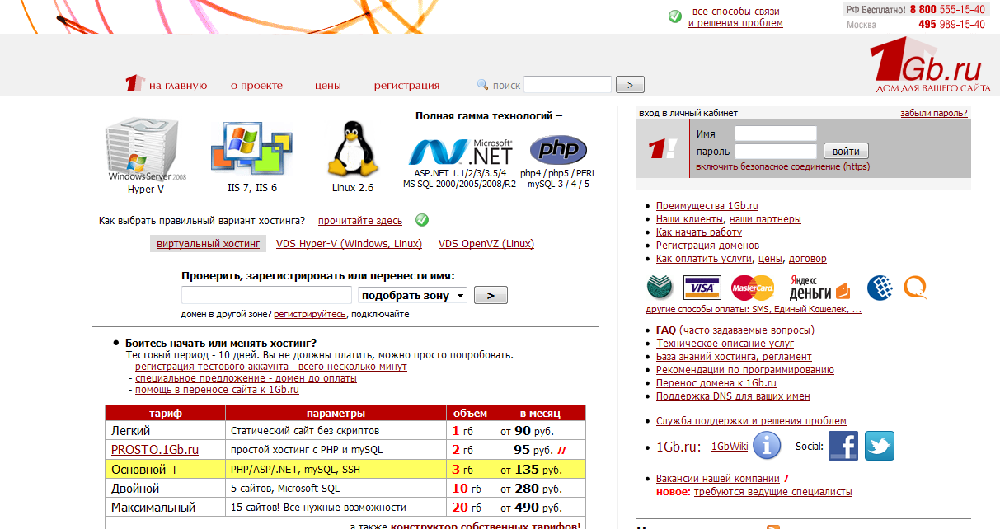 все способы связи
и решения проблем
РФ Бесплатно! 8 800 555-15-40
Москва 495 989-15-40
1Gb.ru
ДОМ ДЛЯ ВАШЕГО САЙТА
1 на главную о проекте цены регистрация поиск >
Полная гамма технологий –
WindowsServer 2008
Hyper-V
IIS 7, IIS 6
Linux 2.6
Microsoft®
.NET
ASP.NET 1.1/2/3/3.5/4
MS SQL 2000/2005/2008/R2
php
php4 / php5 / PERL
mySQL 3 / 4 / 5
Как выбрать правильный вариант хостинга? прочитайте здесь
виртуальный хостинг VDS Hyper-V (Windows, Linux) VDS OpenVZ (Linux)
Проверить, зарегистрировать или перенести имя:
подобрать зону >
домен в другой зоне? регистрируйтесь, подключайте
Боитесь начать или менять хостинг?
Тестовый период - 10 дней. Вы не должны платить, можно просто попробовать.
- регистрация тестового аккаунта - всего несколько минут
- специальное предложение - домен до оплаты
- помощь в переносе сайта к 1Gb.ru
тариф параметры объем в месяц
Легкий Статический сайт без скриптов 1 гб от 90 руб.
PROSTO.1Gb.ru простой хостинг с PHP и mySQL 2 гб 95 руб. !!
Основной + PHP/ASP/.NET, mySQL, SSH 3 гб от 135 руб.
Двойной 5 сайтов, Microsoft SQL 10 гб от 280 руб.
Максимальный 15 сайтов! Все нужные возможности 20 гб от 490 руб.
а также конструктор собственных тарифов!
вход в личный кабинет забыли пароль?
1!
Имя
пароль войти
включить безопасное соединение (https)
Преимущества 1Gb.ru
Наши клиенты, наши партнеры
Как начать работу
Регистрация доменов
Как оплатить услуги, цены, договор
VISA MasterCard Яндекс
деньги
другие способы оплаты: SMS, Единый Кошелек, ...
FAQ (часто задаваемые вопросы)
Техническое описание услуг
База знаний хостинга, регламент
Рекомендации по программированию
Перенос домена к 1Gb.ru
Поддержка DNS для ваших имен
Служба поддержки и решения проблем
1Gb.ru: 1GbWiki i Social: f
Вакансии нашей компании !
новое: требуются ведущие специалисты